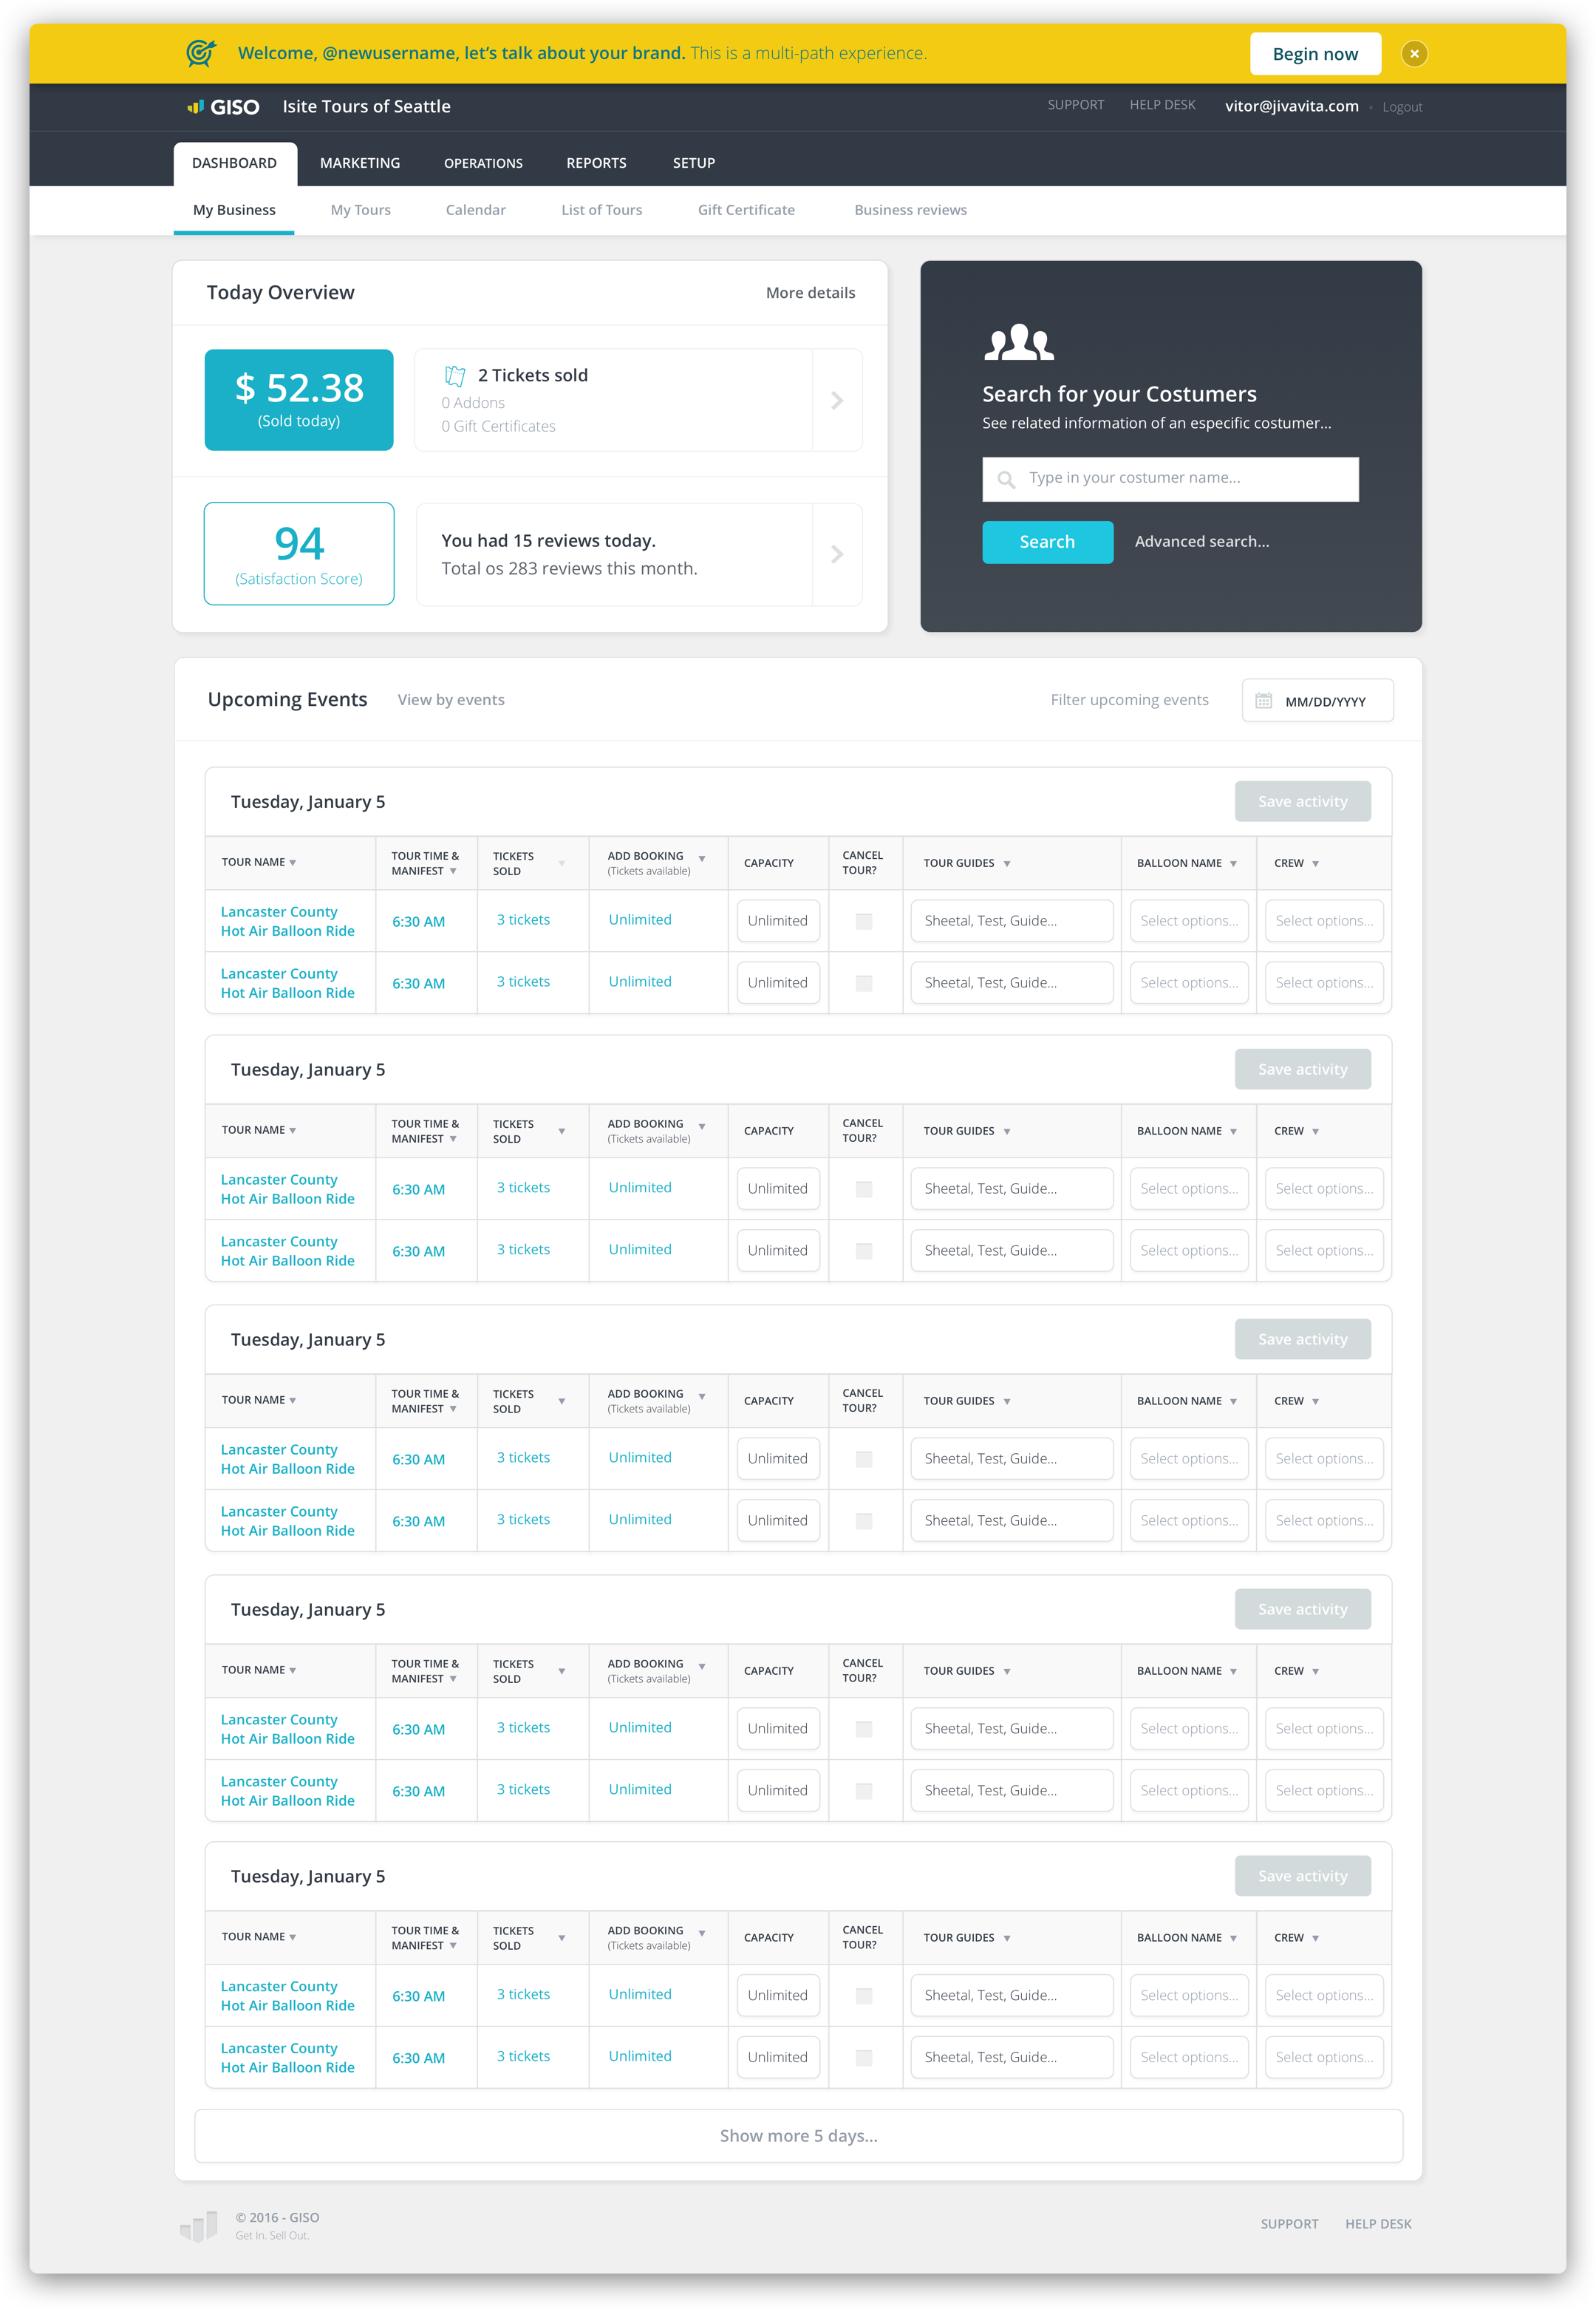 Welcome, @newusername, let's talk about your brand. This is a multi-path experience.
Begin now
GISO
Isite Tours of Seattle
SUPPORT
HELP DESK
vitor@jivavita.com
Logout
DASHBOARD
MARKETING
OPERATIONS
REPORTS
SETUP
My Business
My Tours
Calendar
List of Tours
Gift Certificate
Business reviews
Today Overview
More details
$ 52.38
(Sold today)
2 Tickets sold
0 Addons
0 Gift Certificates
94
(Satisfaction Score)
You had 15 reviews today.
Total os 283 reviews this month.
Search for your Costumers
See related information of an especific costumer...
Type in your costumer name...
Search
Advanced search...
Upcoming Events
View by events
Filter upcoming events
MM/DD/YYYY
Tuesday, January 5
Save activity
TOUR NAME
TOUR TIME &
MANIFEST
TICKETS
SOLD
ADD BOOKING
(Tickets available)
CAPACITY
CANCEL
TOUR?
TOUR GUIDES
BALLOON NAME
CREW
Lancaster County
Hot Air Balloon Ride
6:30 AM
3 tickets
Unlimited
Unlimited
Sheetal, Test, Guide...
Select options...
Select options...
Lancaster County
Hot Air Balloon Ride
6:30 AM
3 tickets
Unlimited
Unlimited
Sheetal, Test, Guide...
Select options...
Select options...
Tuesday, January 5
Save activity
TOUR NAME
TOUR TIME &
MANIFEST
TICKETS
SOLD
ADD BOOKING
(Tickets available)
CAPACITY
CANCEL
TOUR?
TOUR GUIDES
BALLOON NAME
CREW
Lancaster County
Hot Air Balloon Ride
6:30 AM
3 tickets
Unlimited
Unlimited
Sheetal, Test, Guide...
Select options...
Select options...
Lancaster County
Hot Air Balloon Ride
6:30 AM
3 tickets
Unlimited
Unlimited
Sheetal, Test, Guide...
Select options...
Select options...
Tuesday, January 5
Save activity
TOUR NAME
TOUR TIME &
MANIFEST
TICKETS
SOLD
ADD BOOKING
(Tickets available)
CAPACITY
CANCEL
TOUR?
TOUR GUIDES
BALLOON NAME
CREW
Lancaster County
Hot Air Balloon Ride
6:30 AM
3 tickets
Unlimited
Unlimited
Sheetal, Test, Guide...
Select options...
Select options...
Lancaster County
Hot Air Balloon Ride
6:30 AM
3 tickets
Unlimited
Unlimited
Sheetal, Test, Guide...
Select options...
Select options...
Tuesday, January 5
Save activity
TOUR NAME
TOUR TIME &
MANIFEST
TICKETS
SOLD
ADD BOOKING
(Tickets available)
CAPACITY
CANCEL
TOUR?
TOUR GUIDES
BALLOON NAME
CREW
Lancaster County
Hot Air Balloon Ride
6:30 AM
3 tickets
Unlimited
Unlimited
Sheetal, Test, Guide...
Select options...
Select options...
Lancaster County
Hot Air Balloon Ride
6:30 AM
3 tickets
Unlimited
Unlimited
Sheetal, Test, Guide...
Select options...
Select options...
Tuesday, January 5
Save activity
TOUR NAME
TOUR TIME &
MANIFEST
TICKETS
SOLD
ADD BOOKING
(Tickets available)
CAPACITY
CANCEL
TOUR?
TOUR GUIDES
BALLOON NAME
CREW
Lancaster County
Hot Air Balloon Ride
6:30 AM
3 tickets
Unlimited
Unlimited
Sheetal, Test, Guide...
Select options...
Select options...
Lancaster County
Hot Air Balloon Ride
6:30 AM
3 tickets
Unlimited
Unlimited
Sheetal, Test, Guide...
Select options...
Select options...
Show more 5 days...
© 2016 - GISO
Get In. Sell Out.
SUPPORT
HELP DESK